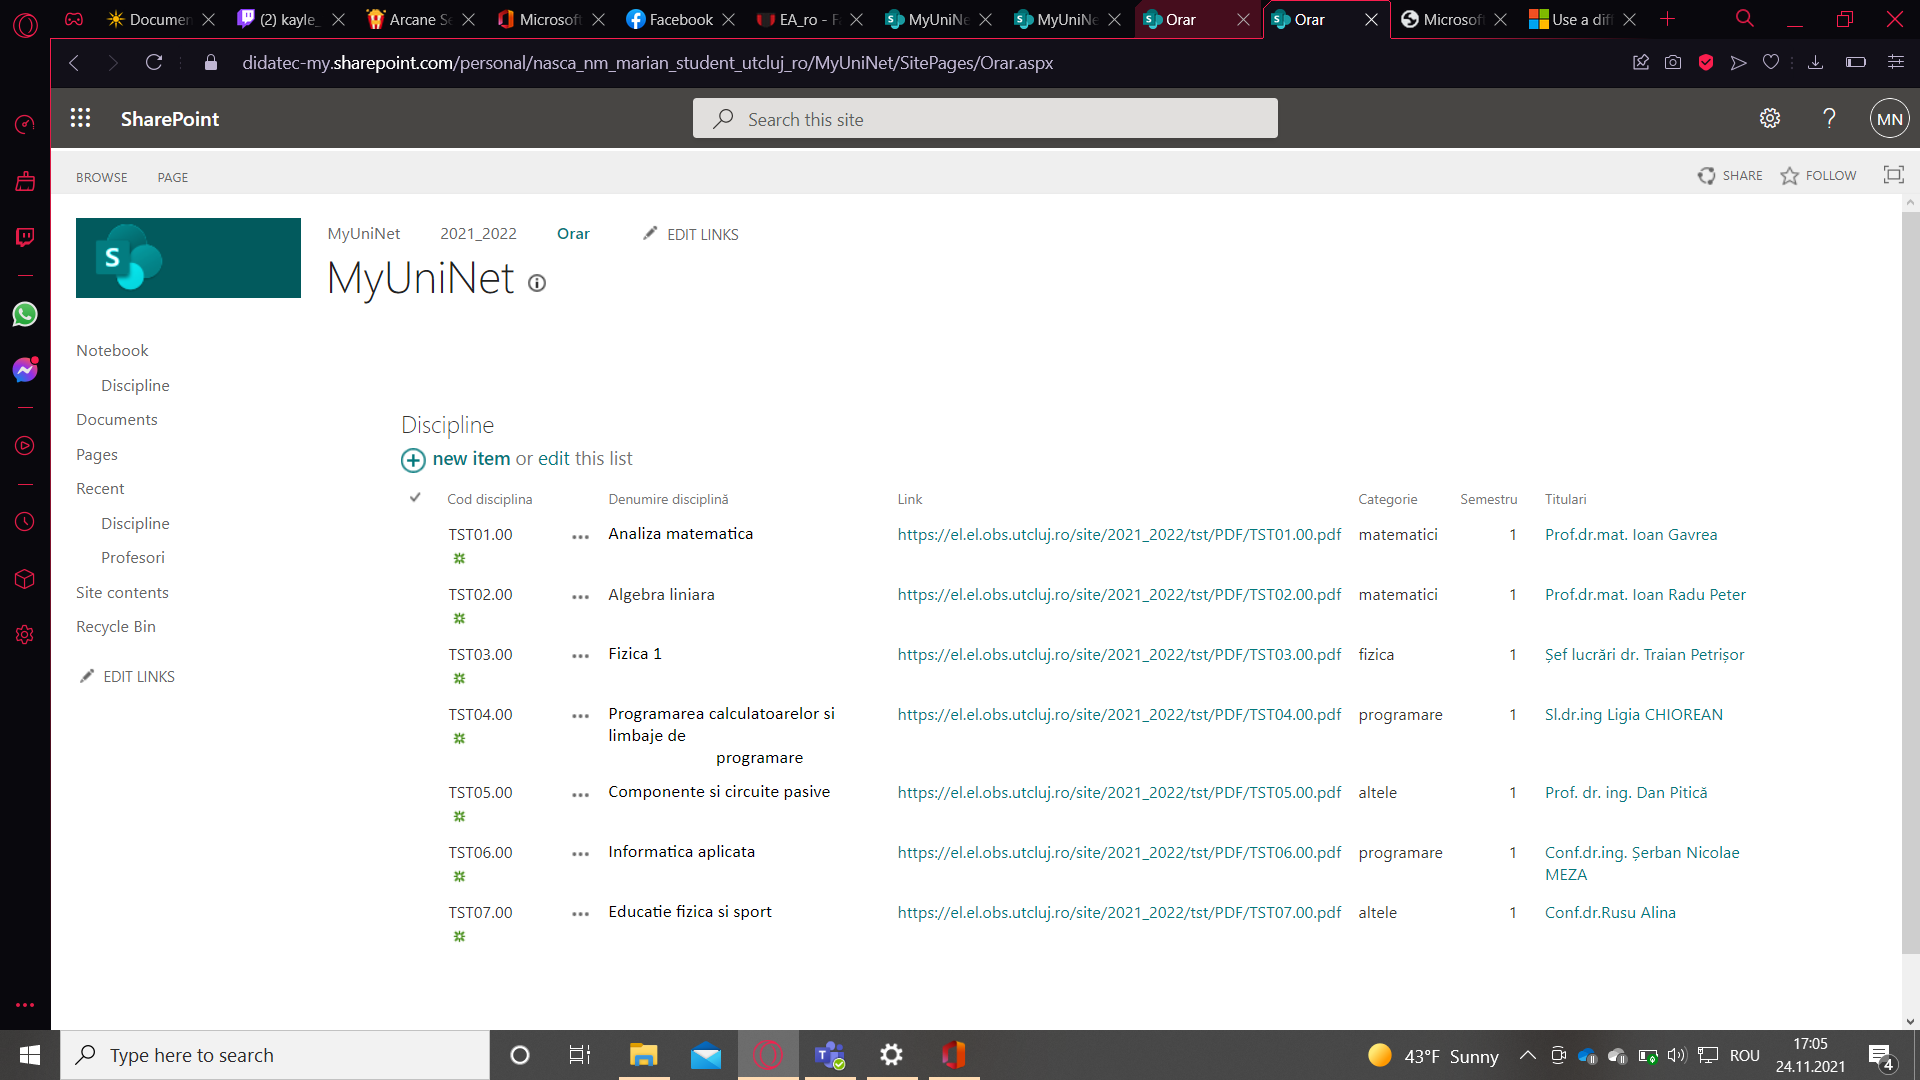 Documen
(2) kayle_
Arcane Se
Microsoft
Facebook
EA_ro - F
MyUniNe
MyUniNe
Orar
Orar
Microsoft
Use a diff
didatec-my.sharepoint.com/personal/nasca_nm_marian_student_utcluj_ro/MyUniNet/SitePages/Orar.aspx
SharePoint
Search this site
?
MN
BROWSE PAGE
SHARE FOLLOW
S
MyUniNet 2021_2022 Orar EDIT LINKS
MyUniNet
Notebook
Discipline
Documents
Pages
Recent
Discipline
Profesori
Site contents
Recycle Bin
EDIT LINKS
Discipline
new item or edit this list
Cod disciplina Denumire disciplină Link Categorie Semestru Titulari
TST01.00 ... Analiza matematica https://el.el.obs.utcluj.ro/site/2021_2022/tst/PDF/TST01.00.pdf matematici 1 Prof.dr.mat. Ioan Gavrea
TST02.00 ... Algebra liniara https://el.el.obs.utcluj.ro/site/2021_2022/tst/PDF/TST02.00.pdf matematici 1 Prof.dr.mat. Ioan Radu Peter
TST03.00 ... Fizica 1 https://el.el.obs.utcluj.ro/site/2021_2022/tst/PDF/TST03.00.pdf fizica 1 Șef lucrări dr. Traian Petrișor
TST04.00 ... Programarea calculatoarelor si https://el.el.obs.utcluj.ro/site/2021_2022/tst/PDF/TST04.00.pdf programare 1 Sl.dr.ing Ligia CHIOREAN
limbaje de
programare
TST05.00 ... Componente si circuite pasive https://el.el.obs.utcluj.ro/site/2021_2022/tst/PDF/TST05.00.pdf altele 1 Prof. dr. ing. Dan Pitică
TST06.00 ... Informatica aplicata https://el.el.obs.utcluj.ro/site/2021_2022/tst/PDF/TST06.00.pdf programare 1 Conf.dr.ing. Șerban Nicolae
MEZA
TST07.00 ... Educatie fizica si sport https://el.el.obs.utcluj.ro/site/2021_2022/tst/PDF/TST07.00.pdf altele 1 Conf.dr.Rusu Alina
Type here to search
43°F Sunny
ROU
17:05
24.11.2021
4